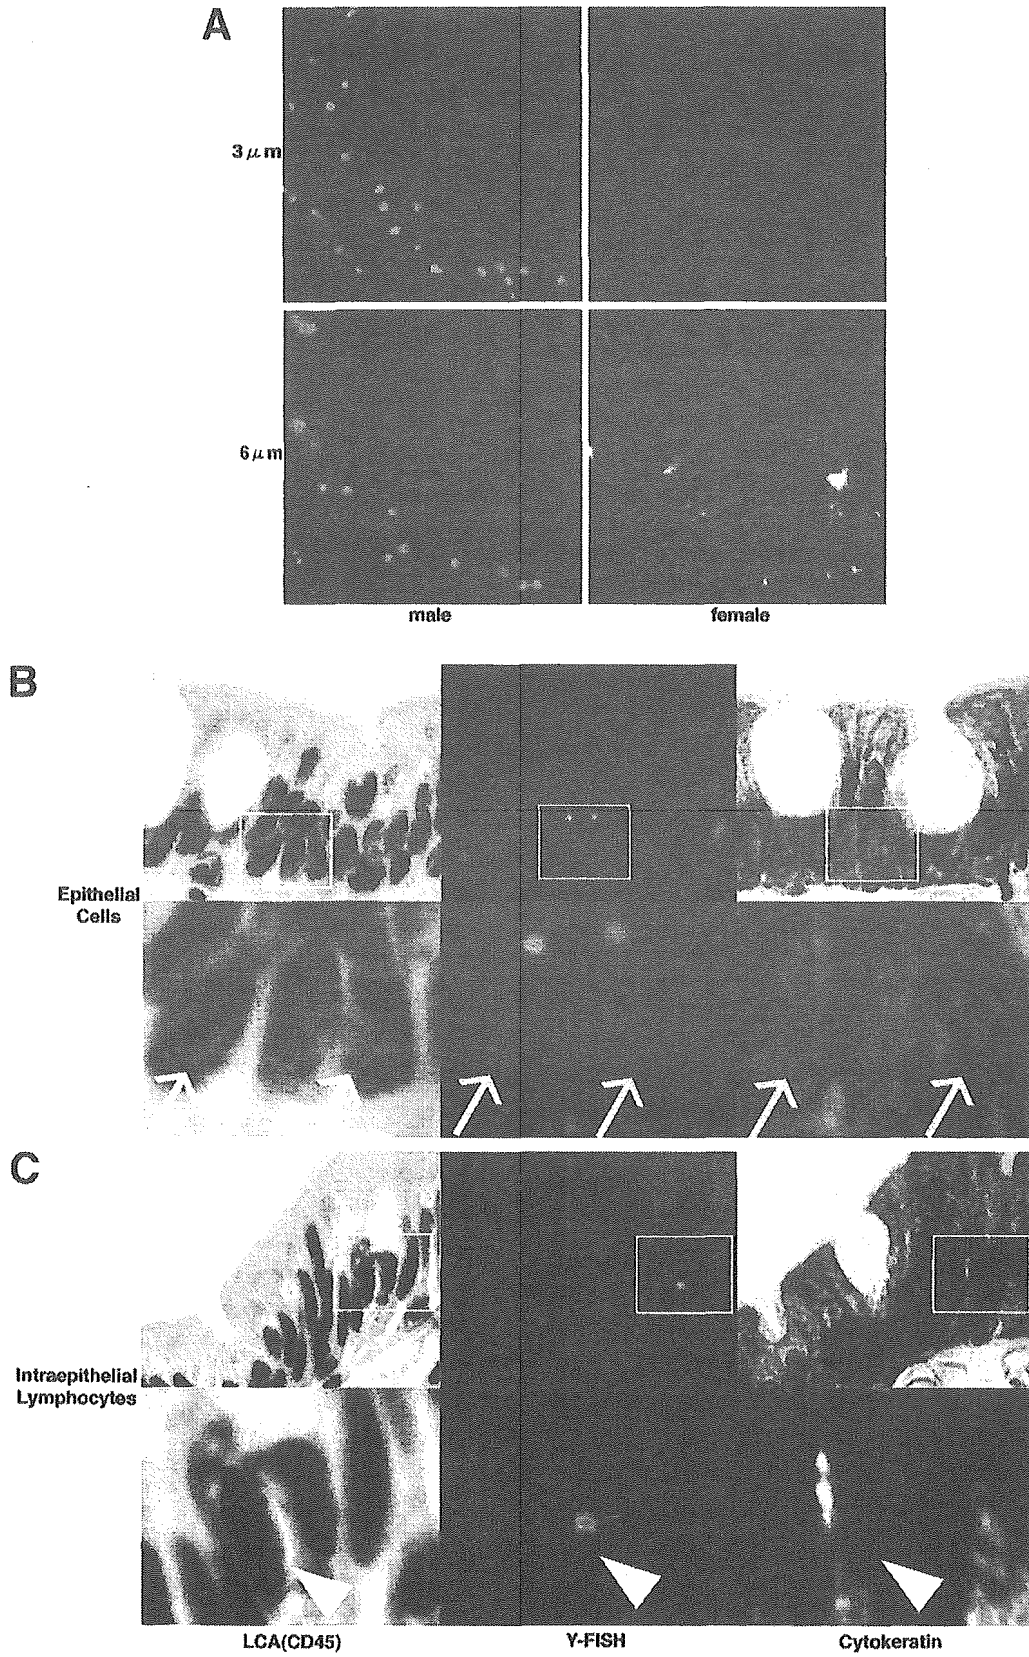 A
3 μm
6 μm
male female
B
Epithelial
Cells
C
Intraepithelial
Lymphocytes
LCA(CD45) Y-FISH Cytokeratin